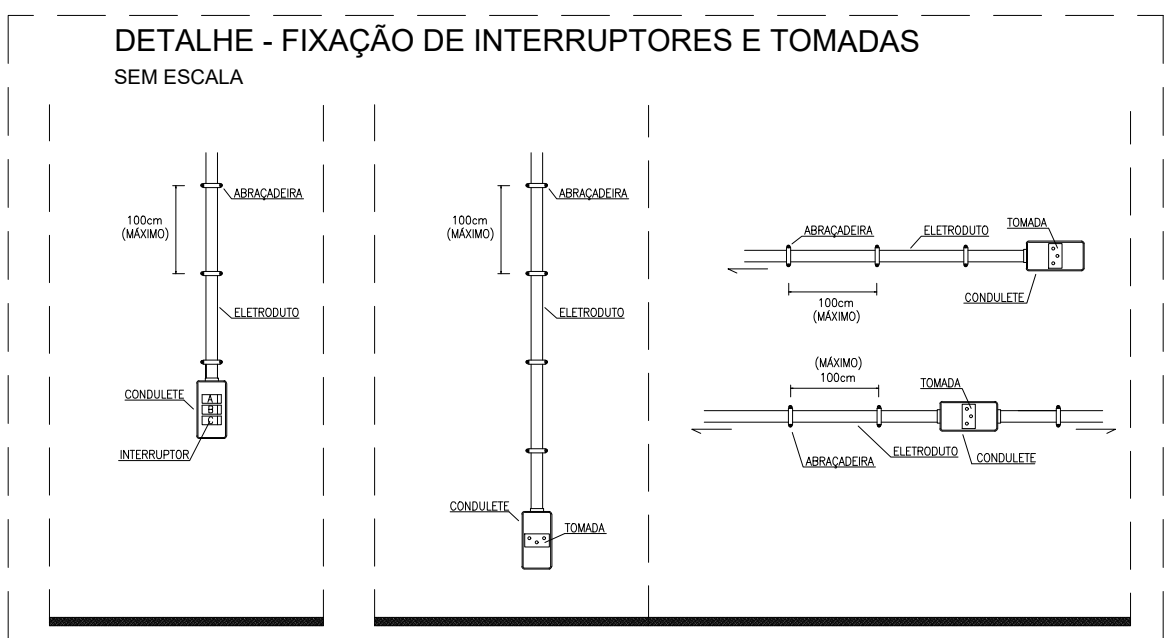 DETALHE - FIXAÇÃO DE INTERRUPTORES E TOMADAS
SEM ESCALA
ABRAÇADEIRA
100cm
(MÁXIMO)
ELETRODUTO
CONDULETE
A
B
C
INTERRUPTOR
ABRAÇADEIRA
100cm
(MÁXIMO)
ELETRODUTO
CONDULETE
TOMADA
ABRAÇADEIRA
ELETRODUTO
TOMADA
100cm
(MÁXIMO)
CONDULETE
(MÁXIMO)
100cm
TOMADA
ABRAÇADEIRA
ELETRODUTO
CONDULETE